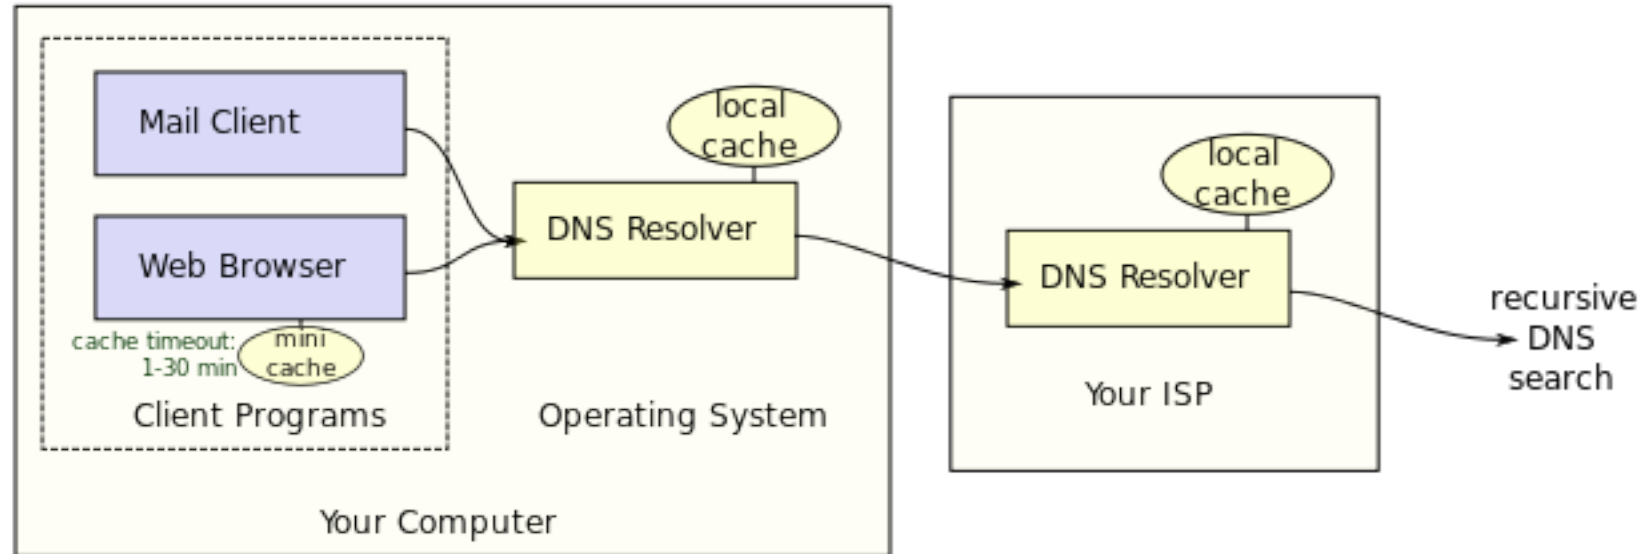 Mail Client
Web Browser
cache timeout:
1-30 min
mini
cache
Client Programs
local
cache
DNS Resolver
Operating System
Your Computer
local
cache
DNS Resolver
Your ISP
recursive
DNS
search